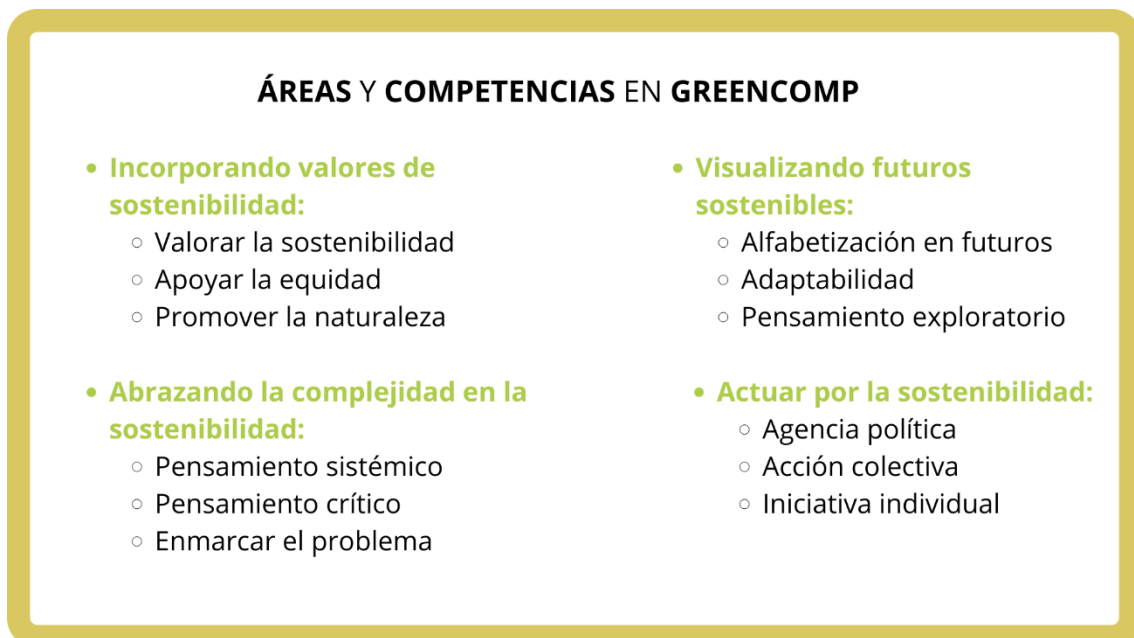 ÁREAS Y COMPETENCIAS EN GREENCOMP
Incorporando valores de
sostenibilidad:
Valorar la sostenibilidad
Apoyar la equidad
Promover la naturaleza
Abrazando la complejidad en la
sostenibilidad:
Pensamiento sistémico
Pensamiento crítico
Enmarcar el problema
Visualizando futuros
sostenibles:
Alfabetización en futuros
Adaptabilidad
Pensamiento exploratorio
Actuar por la sostenibilidad:
Agencia política
Acción colectiva
Iniciativa individual